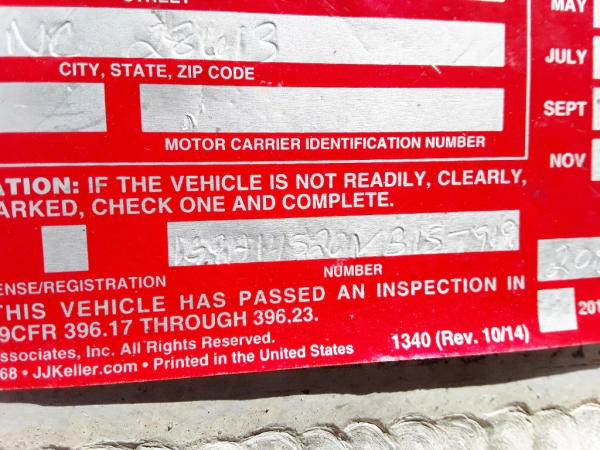 STREET
NC 28613
CITY, STATE, ZIP CODE
MOTOR CARRIER IDENTIFICATION NUMBER
MAY
JULY
SEPT
NOV
ATION: IF THE VEHICLE IS NOT READILY, CLEARLY,
ARKED, CHECK ONE AND COMPLETE.
ENSE/REGISTRATION
NUMBER
THIS VEHICLE HAS PASSED AN INSPECTION IN
9CFR 396.17 THROUGH 396.23.
201
ssociates, Inc. All Rights Reserved.
68 • JJKeller.com • Printed in the United States
1340 (Rev. 10/14)